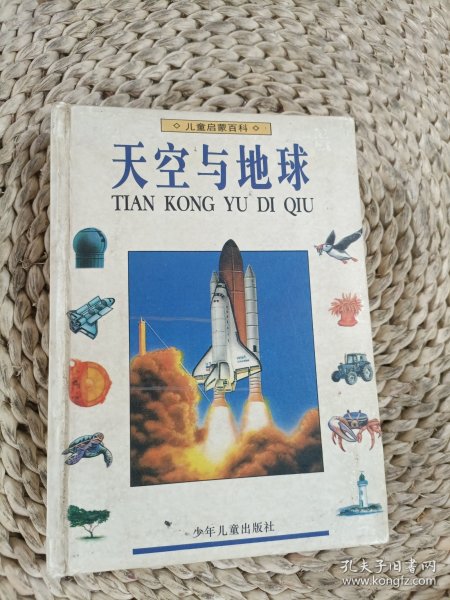 儿童启蒙百科
天空与地球
TIAN KONG YU DI QIU
少年儿童出版社
孔夫子旧书网
www.kongfz.com